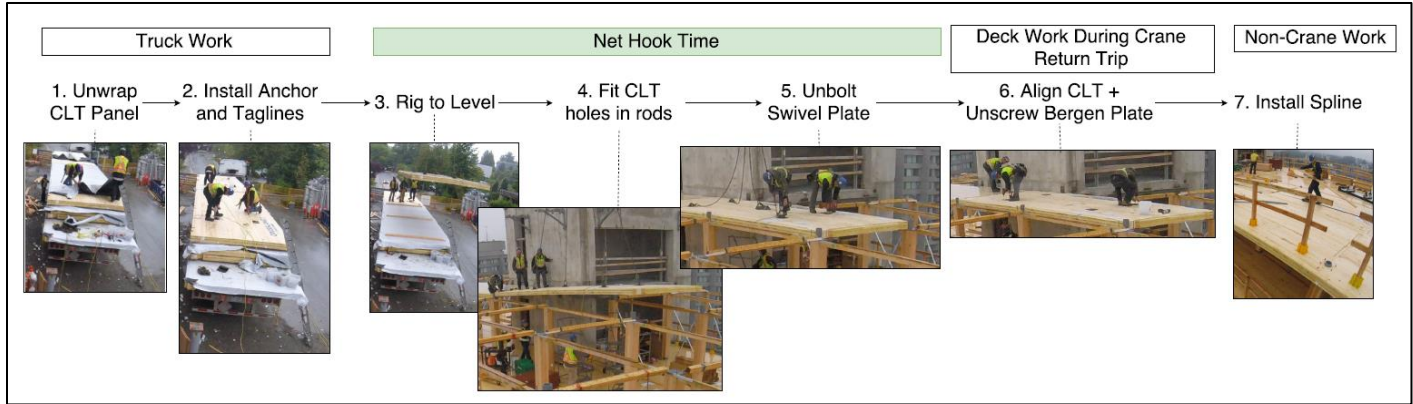 Truck Work
Net Hook Time
Deck Work During Crane
Return Trip
Non-Crane Work
1. Unwrap
CLT Panel
2. Install Anchor
and Taglines
3. Rig to Level
4. Fit CLT
holes in rods
5. Unbolt
Swivel Plate
6. Align CLT +
Unscrew Bergen Plate
7. Install Spline